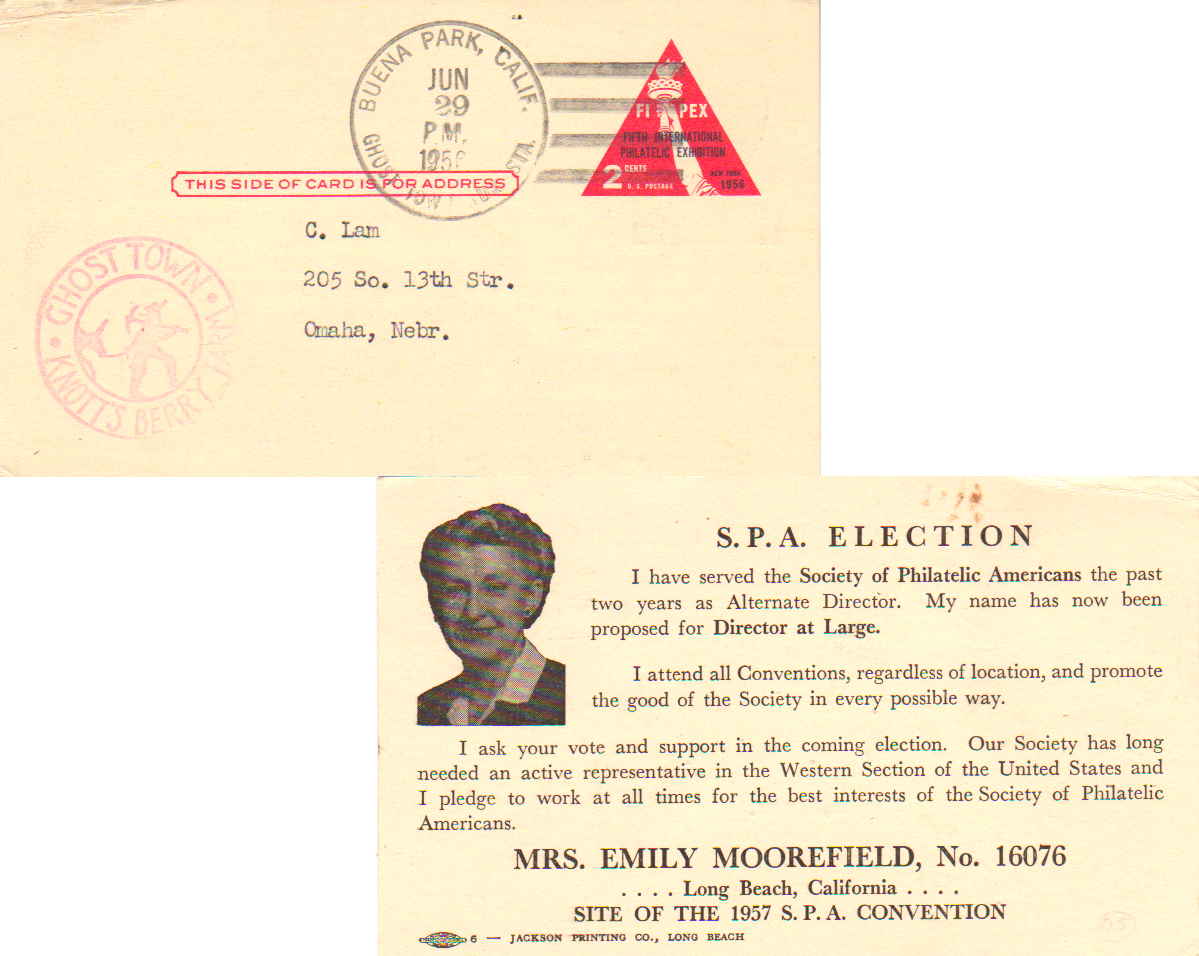 BUENA PARK, CALIF.
JUN
29
P.M.
1956
GHOST TOWN STA.
FIPEX
FIFTH INTERNATIONAL
PHILATELIC EXHIBITION
2 CENTS
U.S. POSTAGE
NEW YORK
1956
THIS SIDE OF CARD IS FOR ADDRESS
C. Lam
205 So. 13th Str.
Omaha, Nebr.
GHOST TOWN
KNOTT'S BERRY FARM
S. P. A. ELECTION
I have served the Society of Philatelic Americans the past
two years as Alternate Director. My name has now been
proposed for Director at Large.
I attend all Conventions, regardless of location, and promote
the good of the Society in every possible way.
I ask your vote and support in the coming election. Our Society has long
needed an active representative in the Western Section of the United States and
I pledge to work at all times for the best interests of the Society of Philatelic
Americans.
MRS. EMILY MOOREFIELD, No. 16076
. . . . Long Beach, California . . . .
SITE OF THE 1957 S. P. A. CONVENTION
6 — JACKSON PRINTING CO., LONG BEACH